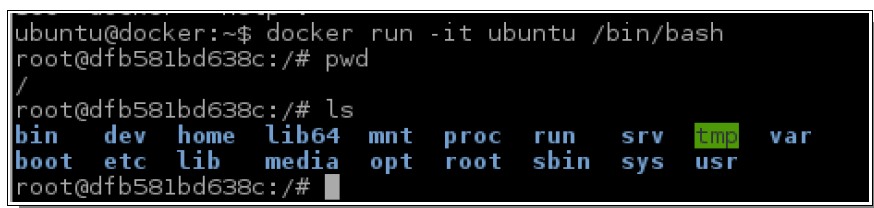 ubuntu@docker:~$ docker run -it ubuntu /bin/bash
root@dfb581bd638c:/# pwd
/
root@dfb581bd638c:/# ls
bin dev home lib64 mnt proc run srv tmp var
boot etc lib media opt root sbin sys usr
root@dfb581bd638c:/#